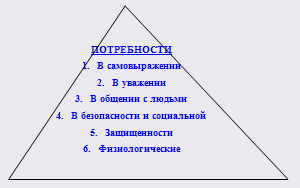 ПОТРЕБНОСТИ
1. В самовыражении
2. В уважении
3. В общении с людьми
4. В безопасности и социальной
5. Защищенности
6. Физиологические